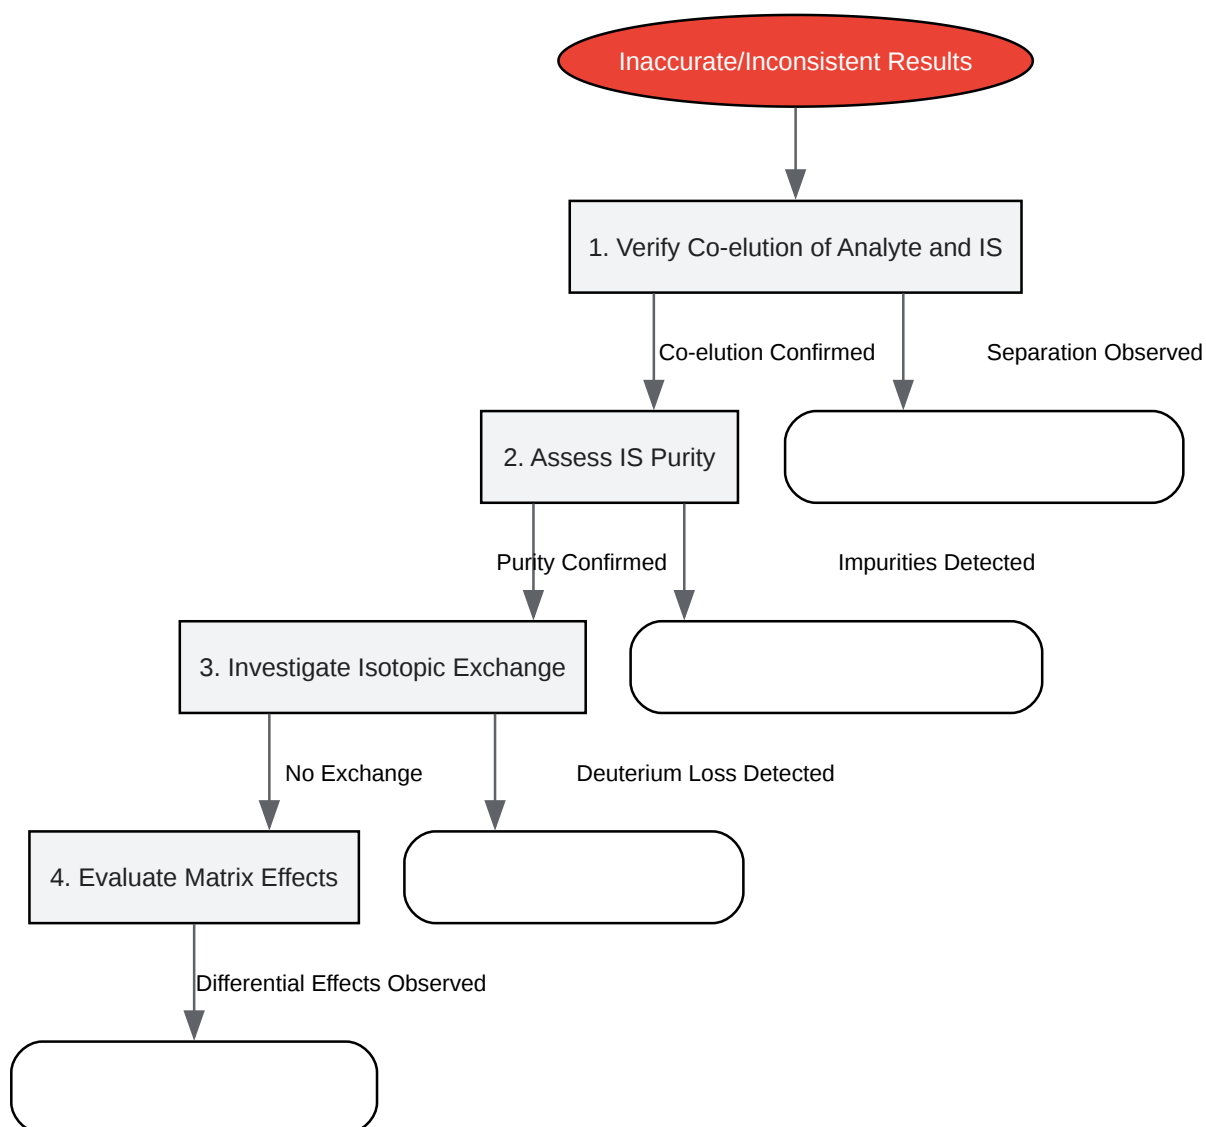 Inaccurate/Inconsistent Results
1. Verify Co-elution of Analyte and IS
Co-elution Confirmed
Separation Observed
2. Assess IS Purity
Purity Confirmed
Impurities Detected
3. Investigate Isotopic Exchange
No Exchange
Deuterium Loss Detected
4. Evaluate Matrix Effects
Differential Effects Observed